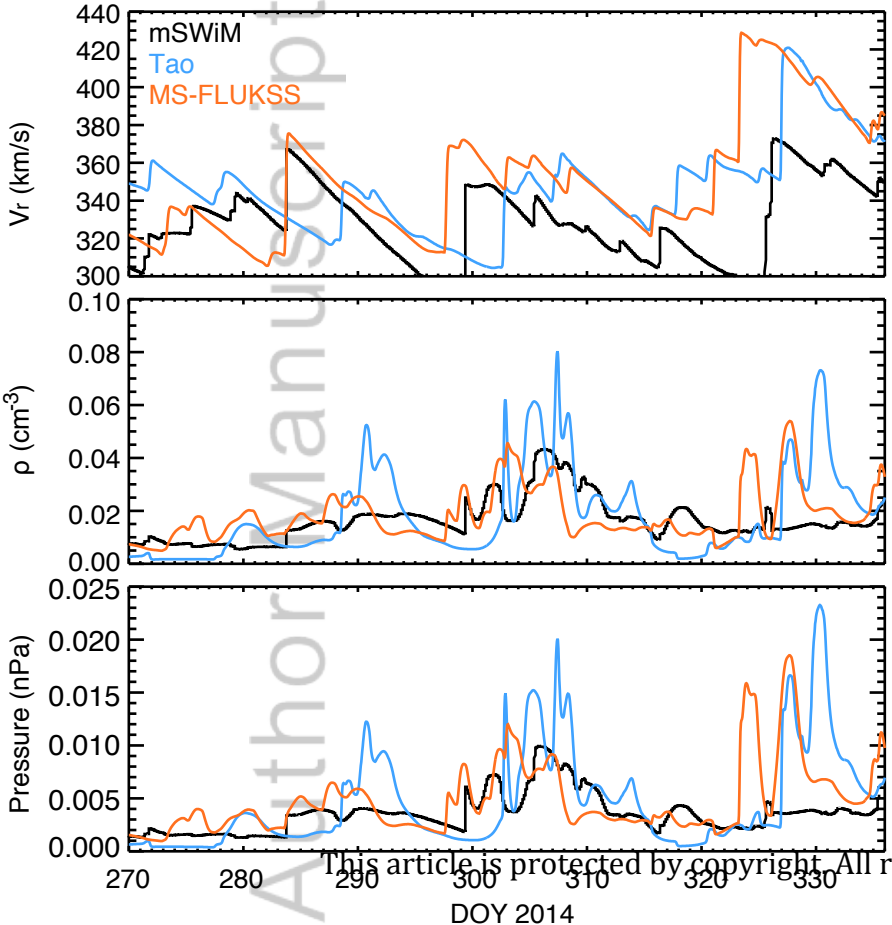 440
420
400
380
360
340
320
300
Vr (km/s)
mSWiM
Tao
MS-FLUKSS
0.10
0.08
0.06
0.04
0.02
0.00
ρ (cm-3)
0.025
0.020
0.015
0.010
0.005
0.000
Pressure (nPa)
270 280 290 300 310 320 330
DOY 2014
Author Manuscript
This article is protected by copyright. All r